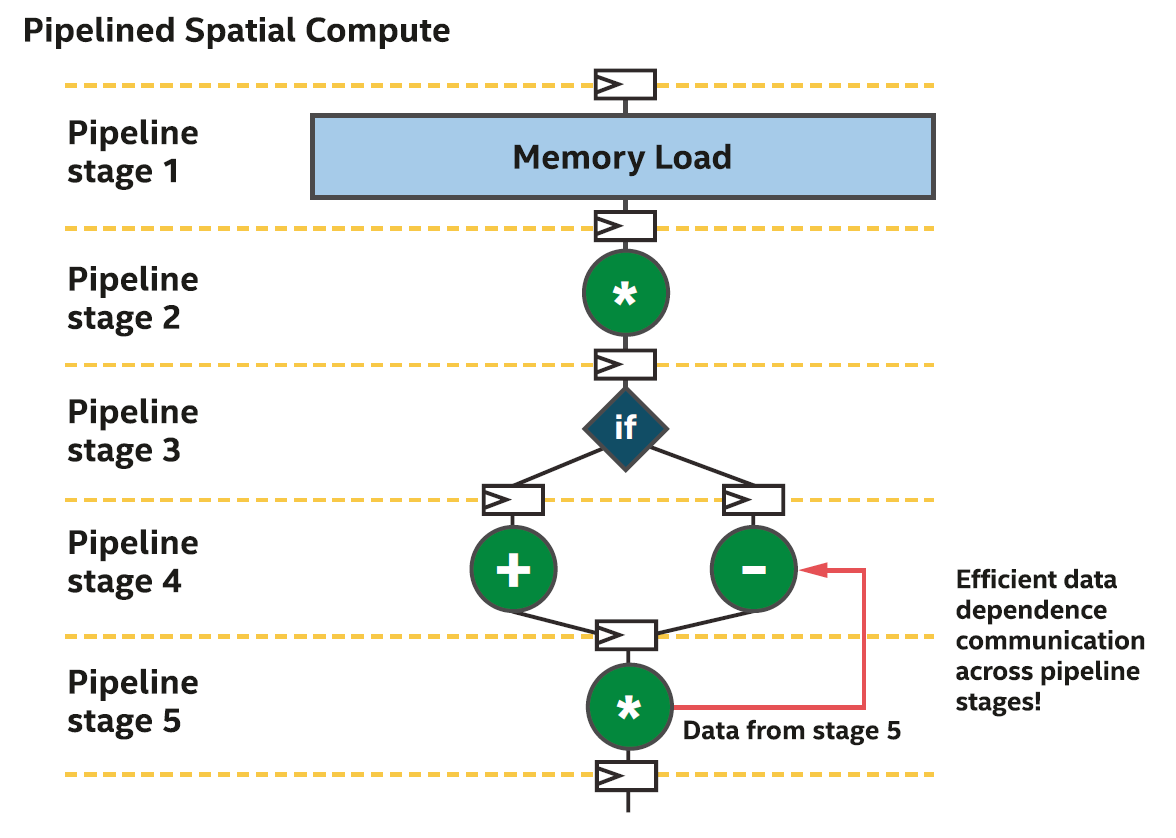 Pipelined Spatial Compute
Pipeline
stage 1
Memory Load
Pipeline
stage 2
*
Pipeline
stage 3
if
Pipeline
stage 4
+
-
Efficient data
dependence
communication
across pipeline
stages!
Pipeline
stage 5
*
Data from stage 5